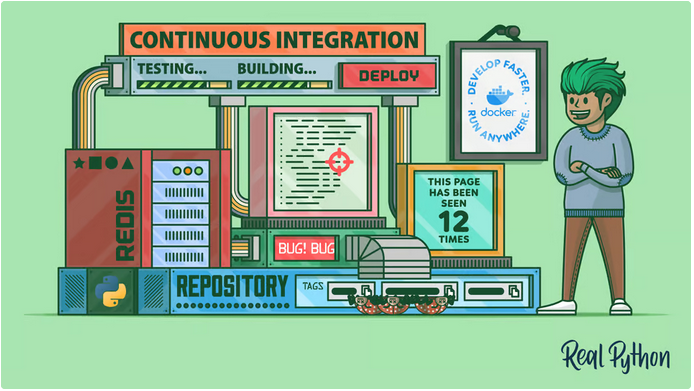 CONTINUOUS INTEGRATION
TESTING... BUILDING... DEPLOY
DEVELOP FASTER.
docker
RUN ANYWHERE.
REDIS
THIS PAGE
HAS BEEN
SEEN
12
TIMES
BUG! BUG
REPOSITORY
TAGS
Real Python